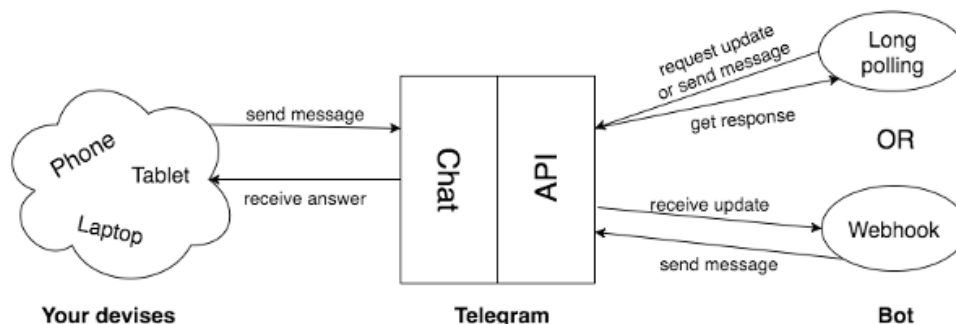 send message
Phone
Tablet
Laptop
receive answer
Your devises
Chat
API
Telegram
request update
or send message
get response
Long
polling
OR
receive update
Webhook
send message
Bot